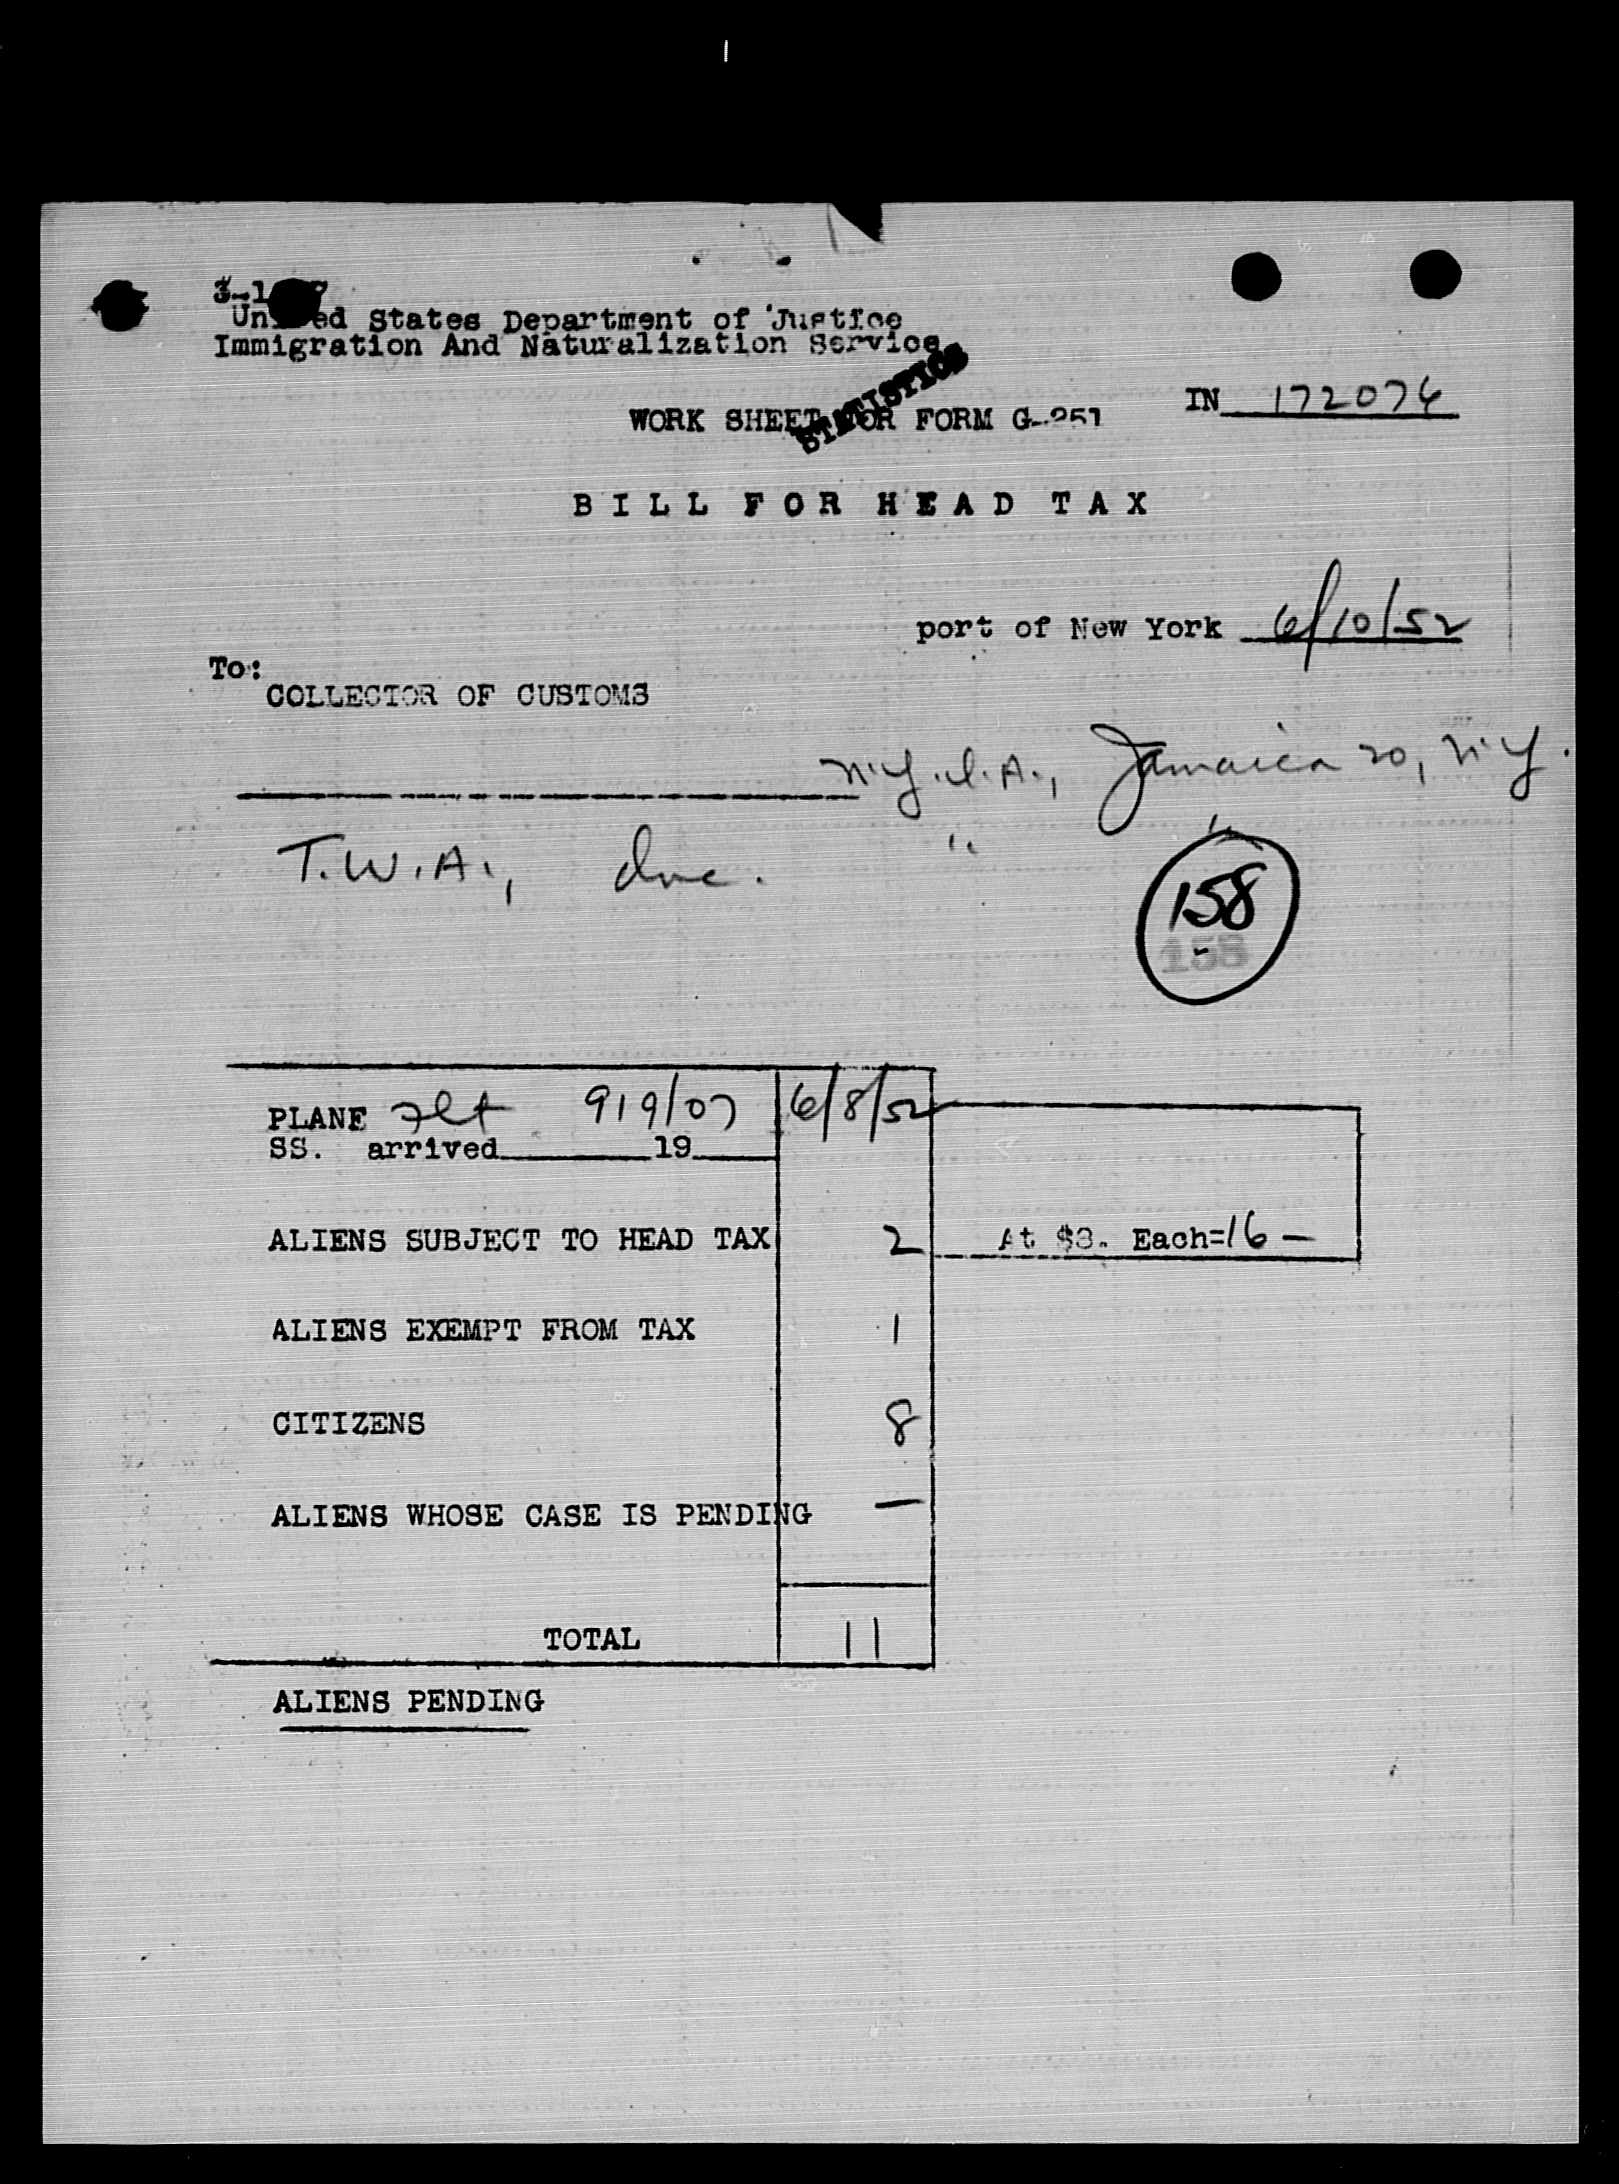 United States Department of Justice
Immigration And Naturalization Service
STATISTICS
IN 172076
WORK SHEET FOR FORM G-251
BILL FOR HEAD TAX
port of New York 6/10/52
To:
COLLECTOR OF CUSTOMS
N.Y.I.A., Jamaica 20, N.Y.
T.W.A., Inc. " "
158
158
PLANE Flt 919/07 6/8/52
SS. arrived 19
ALIENS SUBJECT TO HEAD TAX 2 At $8. Each=16 —
ALIENS EXEMPT FROM TAX 1
CITIZENS 8
ALIENS WHOSE CASE IS PENDING —
TOTAL 11
ALIENS PENDING